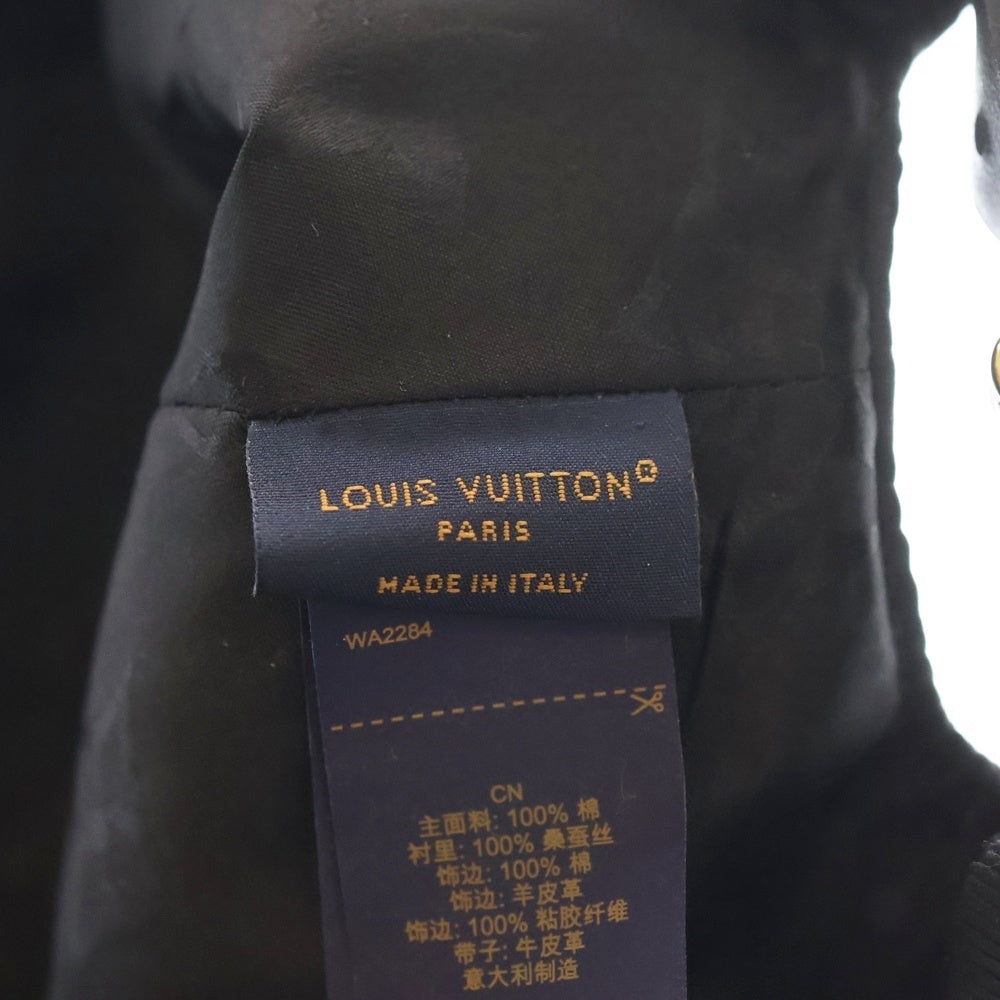 LOUIS VUITTON®
PARIS
MADE IN ITALY
WA2284
CN
主面料: 100% 棉
衬里: 100% 桑蚕丝
饰边: 100% 棉
饰边: 羊皮革
饰边: 100% 粘胶纤维
带子: 牛皮革
意大利制造